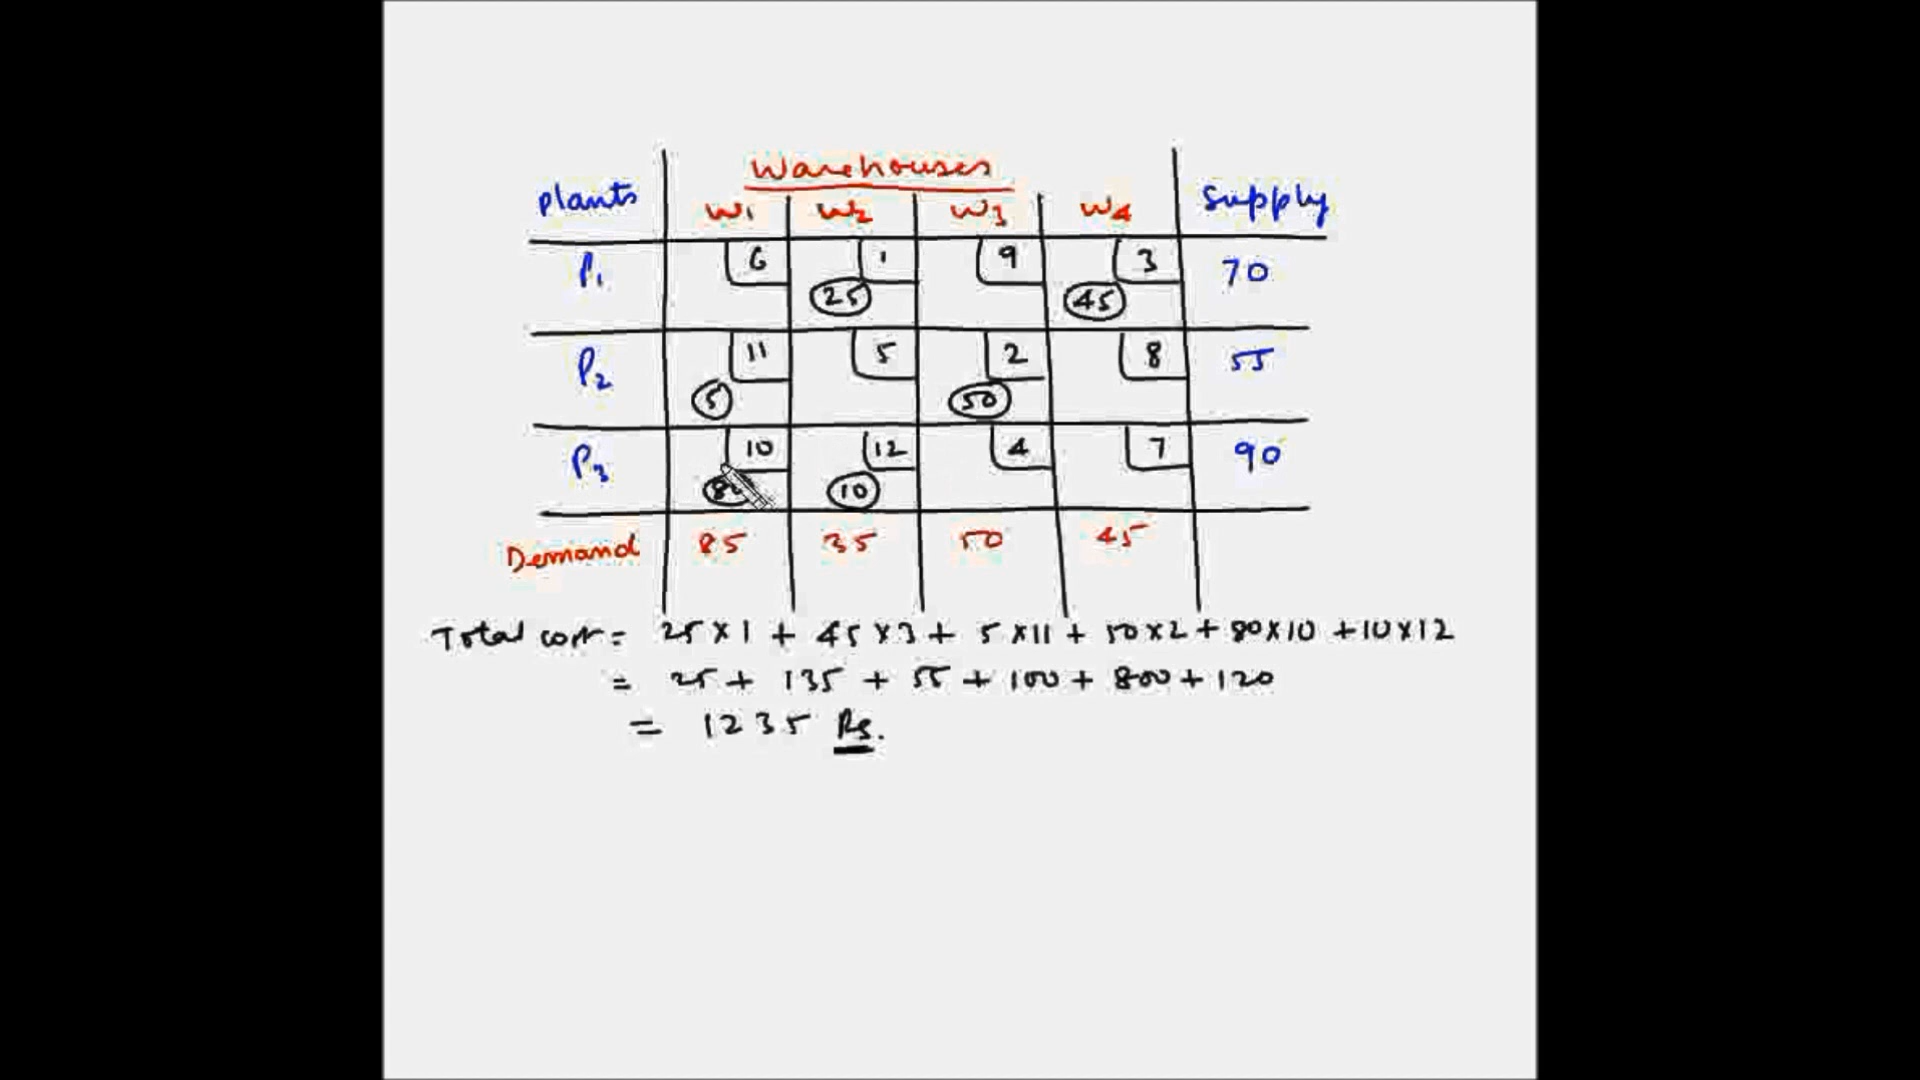 Warehouses
Plants W1 W2 W3 W4 Supply
P1 6 1 9 3 70
25 45
P2 11 5 2 8 55
5 50
P3 10 12 4 7 90
10
Demand 85 35 50 45
Total cost = 25 x 1 + 45 x 3 + 5 x 11 + 50 x 2 + 80 x 10 + 10 x 12
= 25 + 135 + 55 + 100 + 800 + 120
= 1235 Rs.